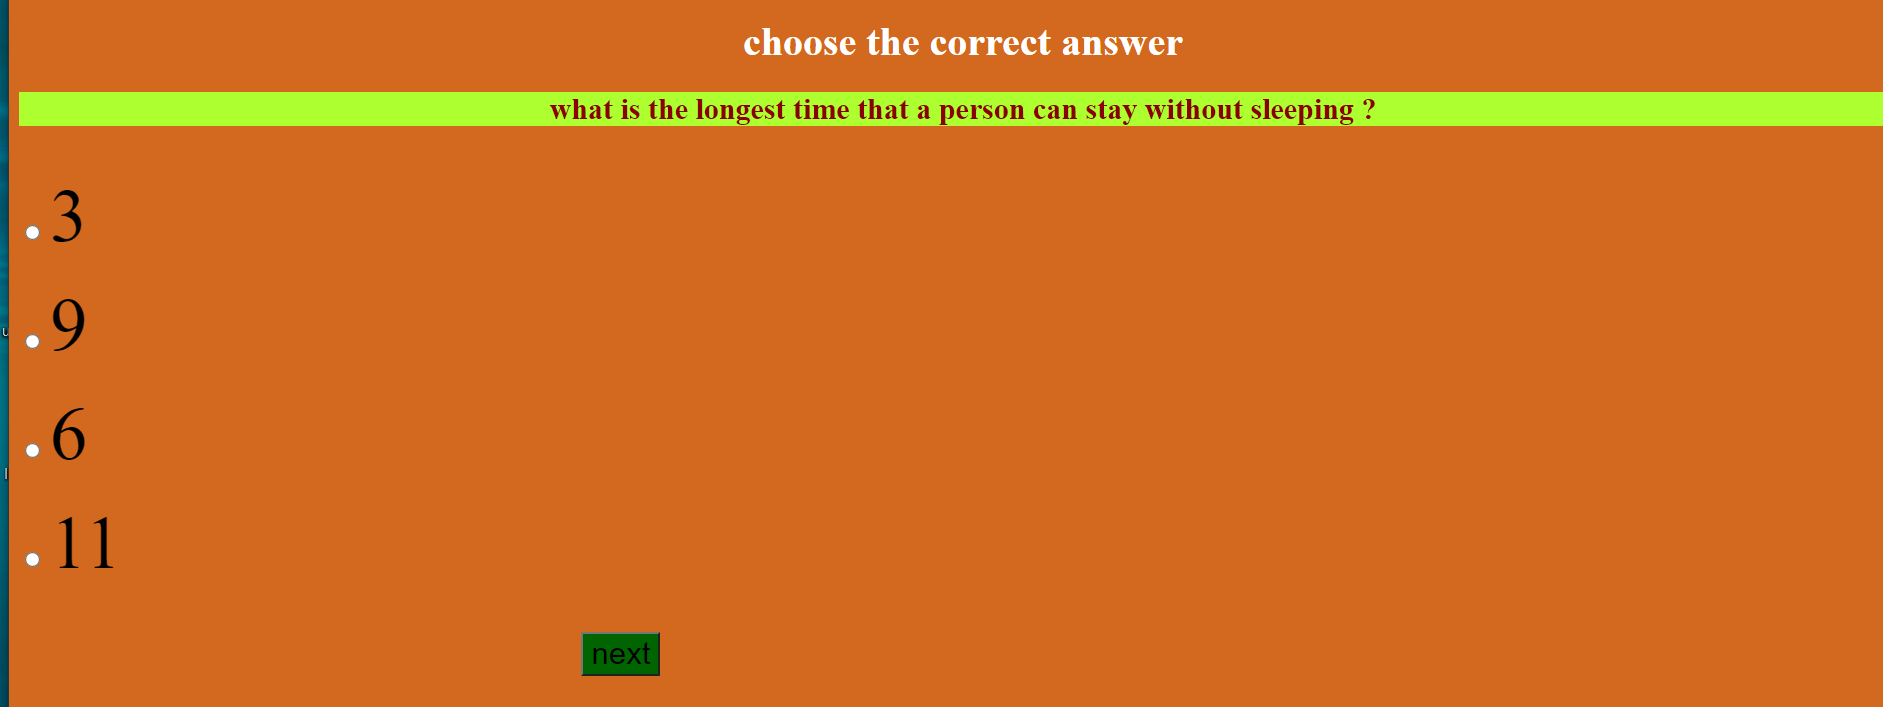 choose the correct answer
what is the longest time that a person can stay without sleeping ?
3
9
6
11
next